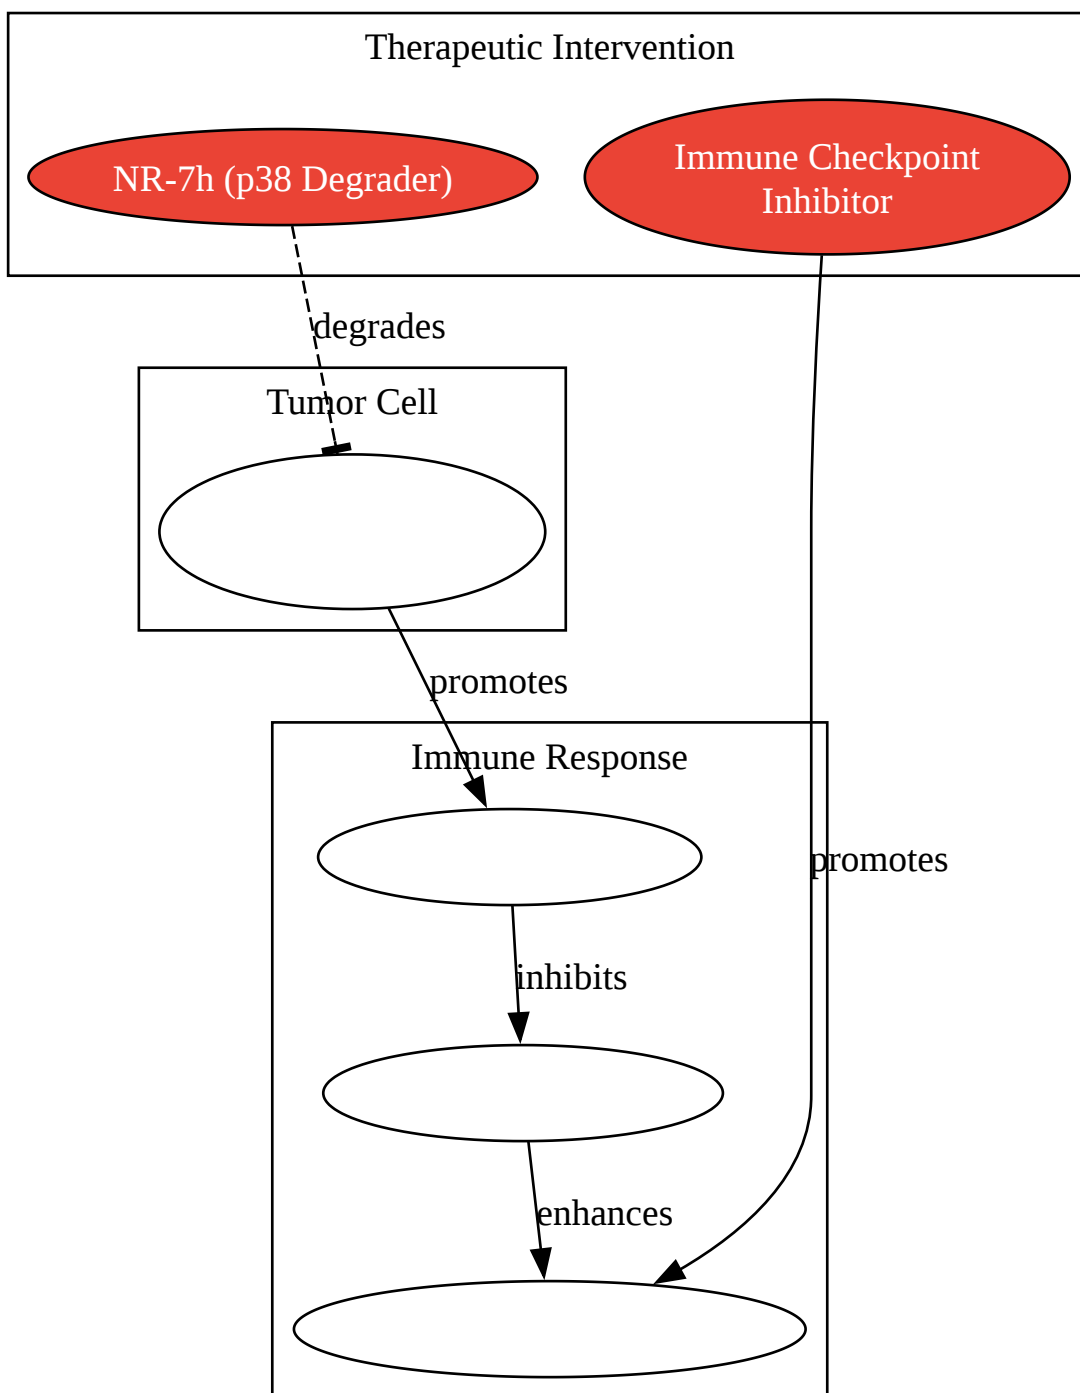 Therapeutic Intervention
NR-7h (p38 Degrader)
Immune Checkpoint
Inhibitor
degrades
Tumor Cell
promotes
Immune Response
promotes
inhibits
enhances